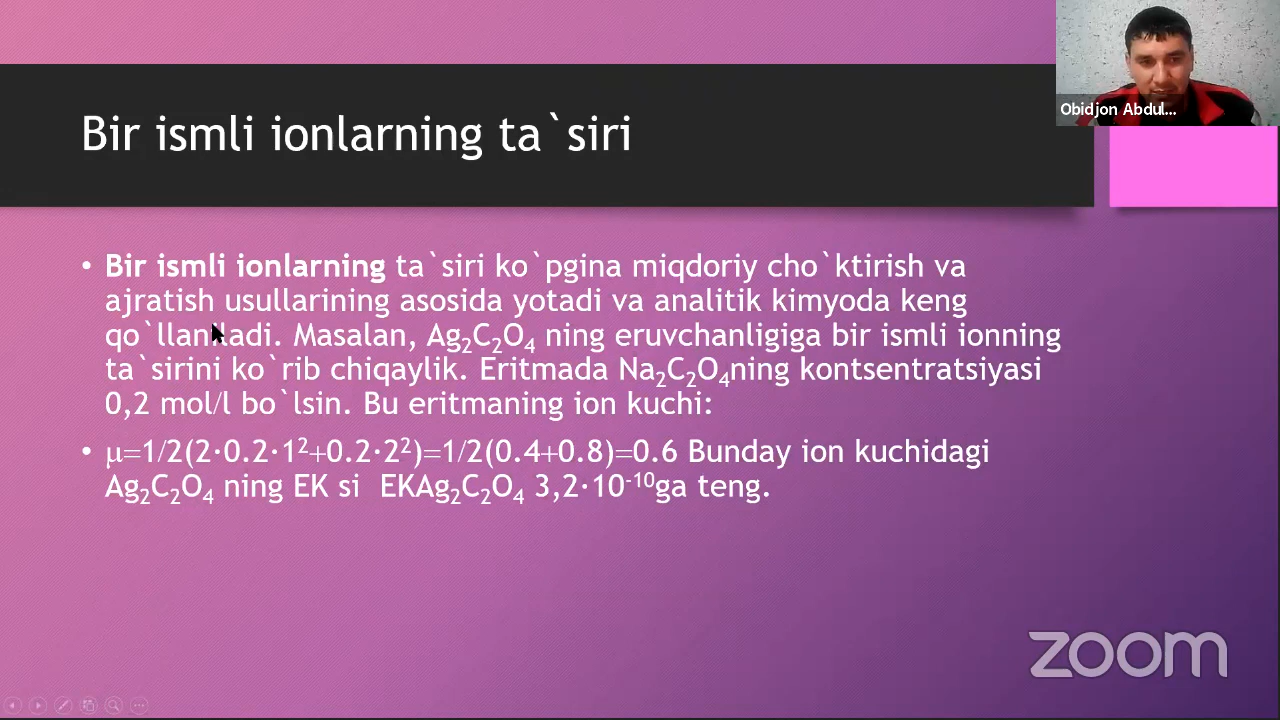 Obidjon Abdul...
Bir ismli ionlarning ta`siri
• Bir ismli ionlarning ta`siri ko`pgina miqdoriy cho`ktirish va
ajratish usullarining asosida yotadi va analitik kimyoda keng
qo`llaniladi. Masalan, Ag₂C₂O₄ ning eruvchanligiga bir ismli ionning
ta`sirini ko`rib chiqaylik. Eritmada Na₂C₂O₄ning kontsentratsiyasi
0,2 mol/l bo`lsin. Bu eritmaning ion kuchi:
• μ=1/2(2·0.2·1²+0.2·2²)=1/2(0.4+0.8)=0.6 Bunday ion kuchidagi
Ag₂C₂O₄ ning EK si EKAg₂C₂O₄ 3,2·10⁻¹⁰ga teng.
zoom